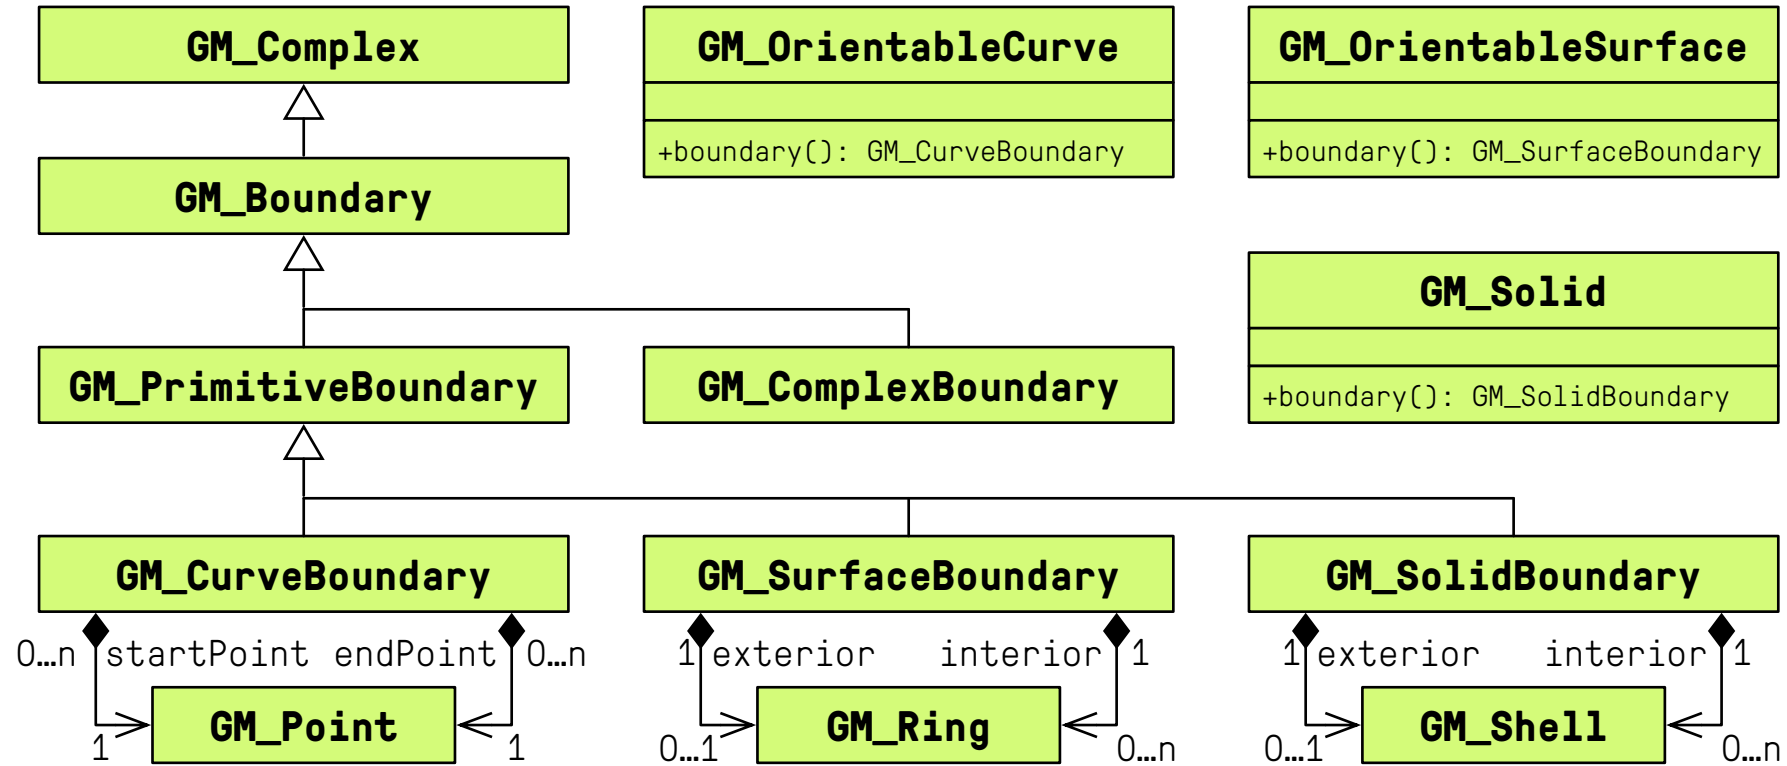 GM_Complex
GM_OrientableCurve
GM_OrientableSurface
+boundary(): GM_CurveBoundary
+boundary(): GM_SurfaceBoundary
GM_Boundary
GM_Solid
GM_PrimitiveBoundary
GM_ComplexBoundary
+boundary(): GM_SolidBoundary
GM_CurveBoundary
GM_SurfaceBoundary
GM_SolidBoundary
0…n startPoint endPoint 0…n
1 exterior interior 1
1 exterior interior 1
GM_Point
GM_Ring
GM_Shell
1 1
0…1 0…n
0…1 0…n